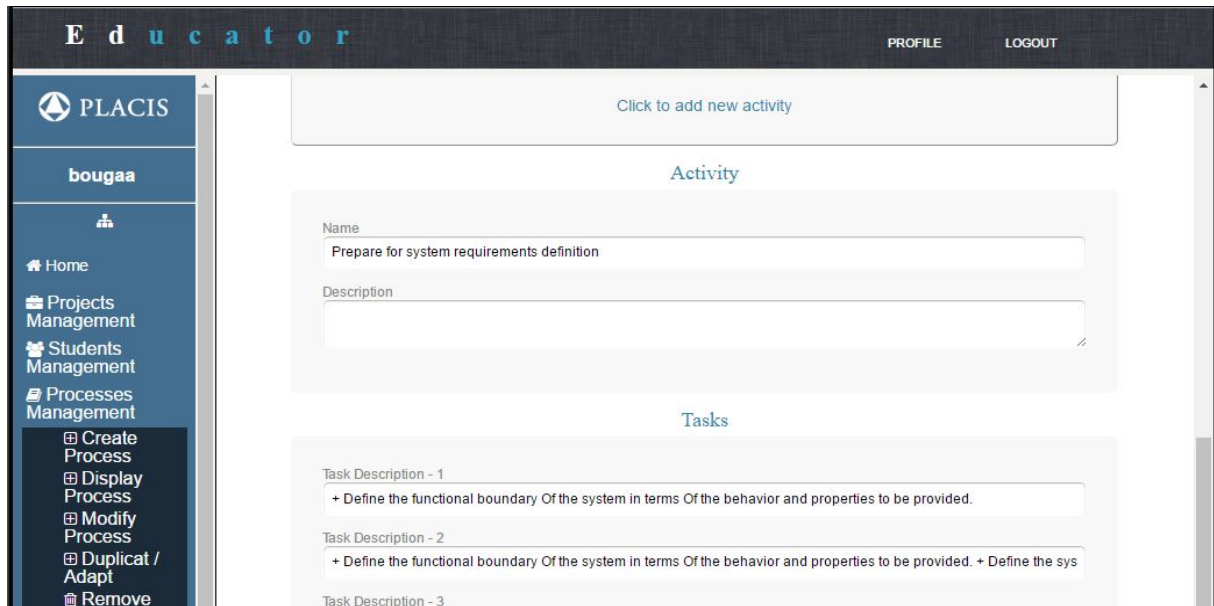 Educator
PROFILE
LOGOUT
PLACIS
bougaa
Home
Projects
Management
Students
Management
Processes
Management
Create
Process
Display
Process
Modify
Process
Duplicat /
Adapt
Remove
Click to add new activity
Activity
Name
Prepare for system requirements definition
Description
Tasks
Task Description - 1
+ Define the functional boundary Of the system in terms Of the behavior and properties to be provided.
Task Description - 2
+ Define the functional boundary Of the system in terms Of the behavior and properties to be provided. + Define the sys
Task Description - 3